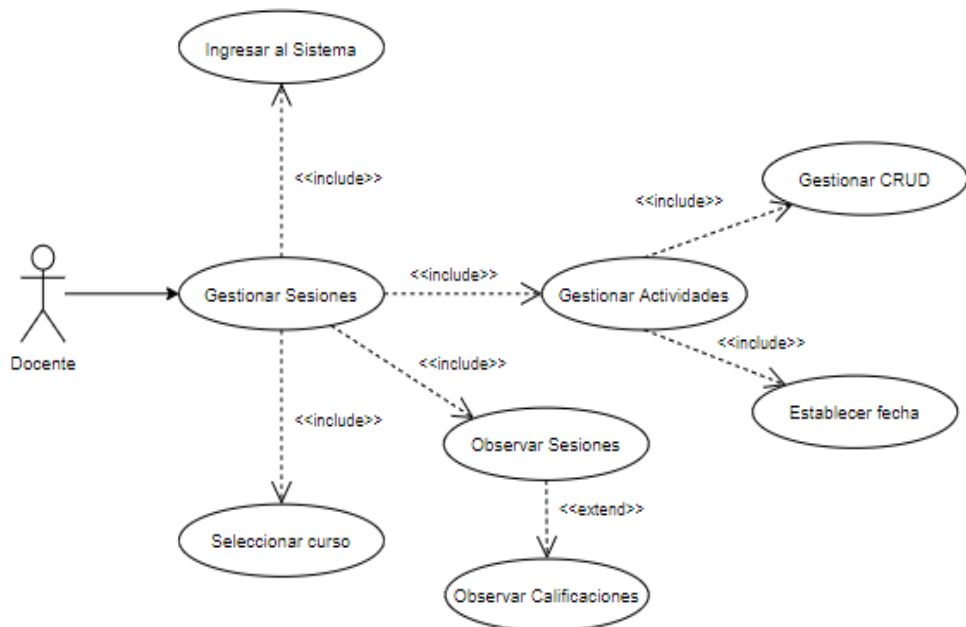 Ingresar al Sistema
<<include>>
Gestionar CRUD
<<include>>
Gestionar Sesiones
<<include>>
Gestionar Actividades
Docente
<<include>>
<<include>>
Establecer fecha
<<include>>
Observar Sesiones
<<extend>>
Seleccionar curso
Observar Calificaciones